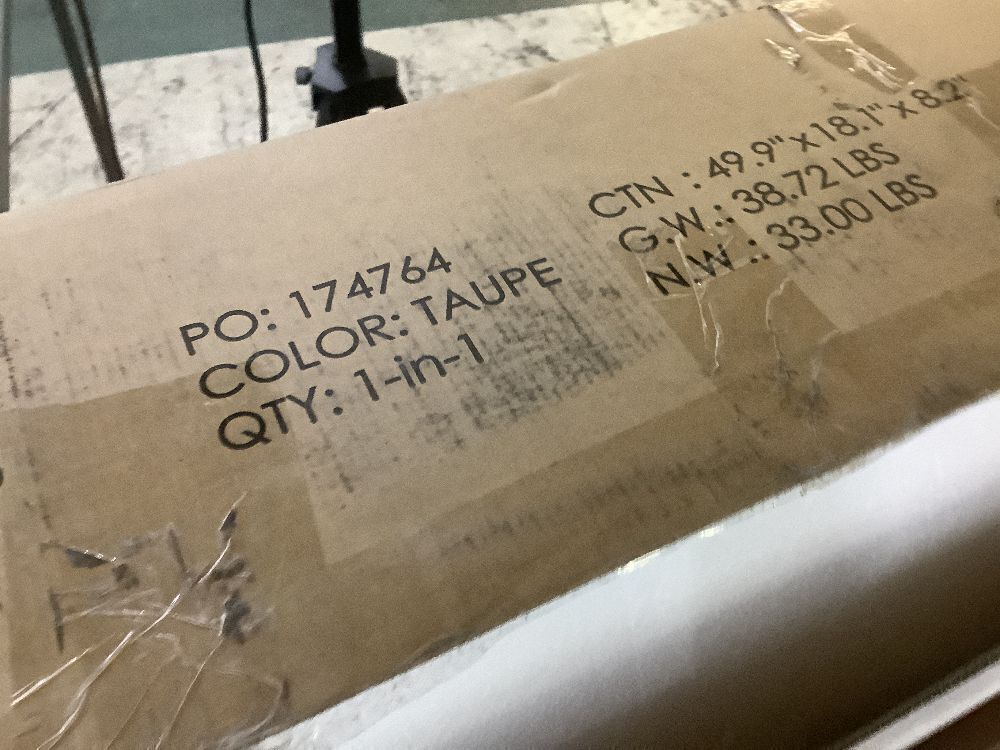 PO: 174764
COLOR: TAUPE
QTY: 1-in-1
CTN : 49.9" x 18.1" x 8.2"
G.W.: 38.72 LBS
N.W .: 33.00 LBS